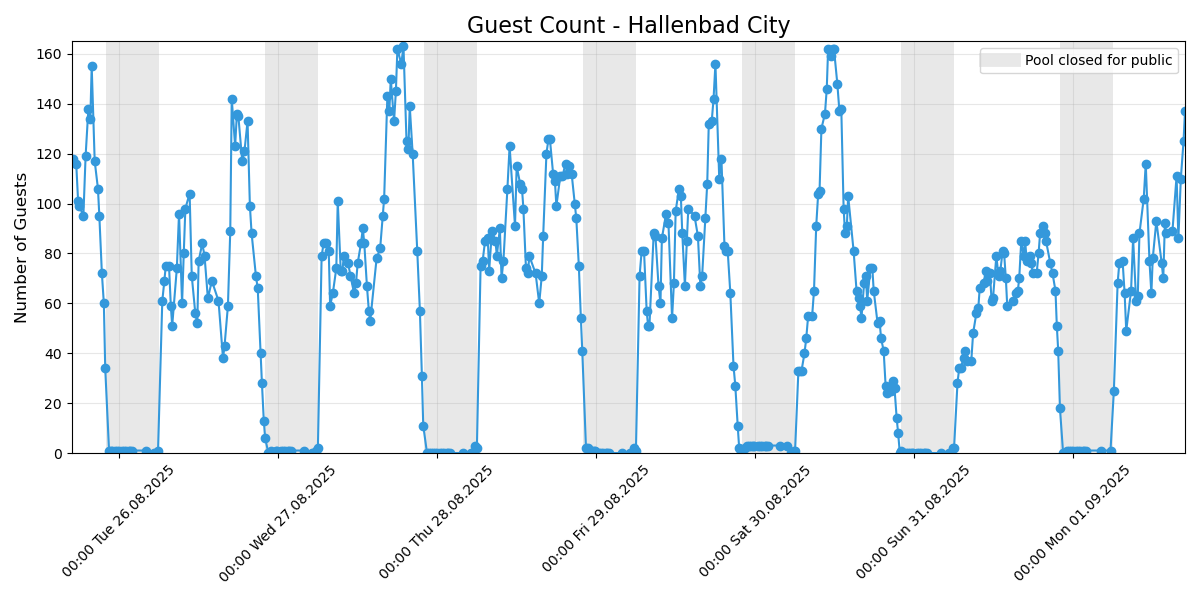 Guest Count - Hallenbad City
Pool closed for public
Number of Guests
160
140
120
100
80
60
40
20
0
00:00 Tue 26.08.2025
00:00 Wed 27.08.2025
00:00 Thu 28.08.2025
00:00 Fri 29.08.2025
00:00 Sat 30.08.2025
00:00 Sun 31.08.2025
00:00 Mon 01.09.2025